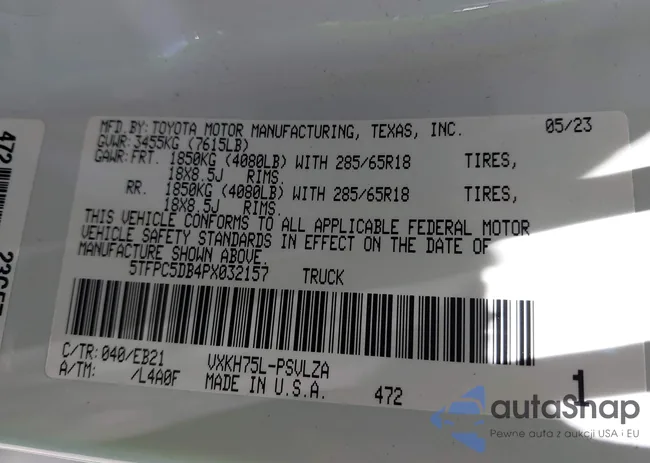 MFD.BY:TOYOTA MOTOR MANUFACTURING, TEXAS, INC. 05/23
GVWR:3455KG (7615LB)
GAWR:FRT. 1850KG (4080LB) WITH 285/65R18 TIRES,
18X8.5J RIMS.
RR. 1850KG (4080LB) WITH 285/65R18 TIRES,
18X8.5J RIMS.
THIS VEHICLE CONFORMS TO ALL APPLICABLE FEDERAL MOTOR
VEHICLE SAFETY STANDARDS IN EFFECT ON THE DATE OF
MANUFACTURE SHOWN ABOVE.
5TFPC5DB4PX032157 TRUCK
C/TR:040/EB21 VXKH75L-PSVLZA
A/TM: /L4A0F MADE IN U.S.A. 472 1
472
autaSnap
Pewne auta z aukcji USA i EU